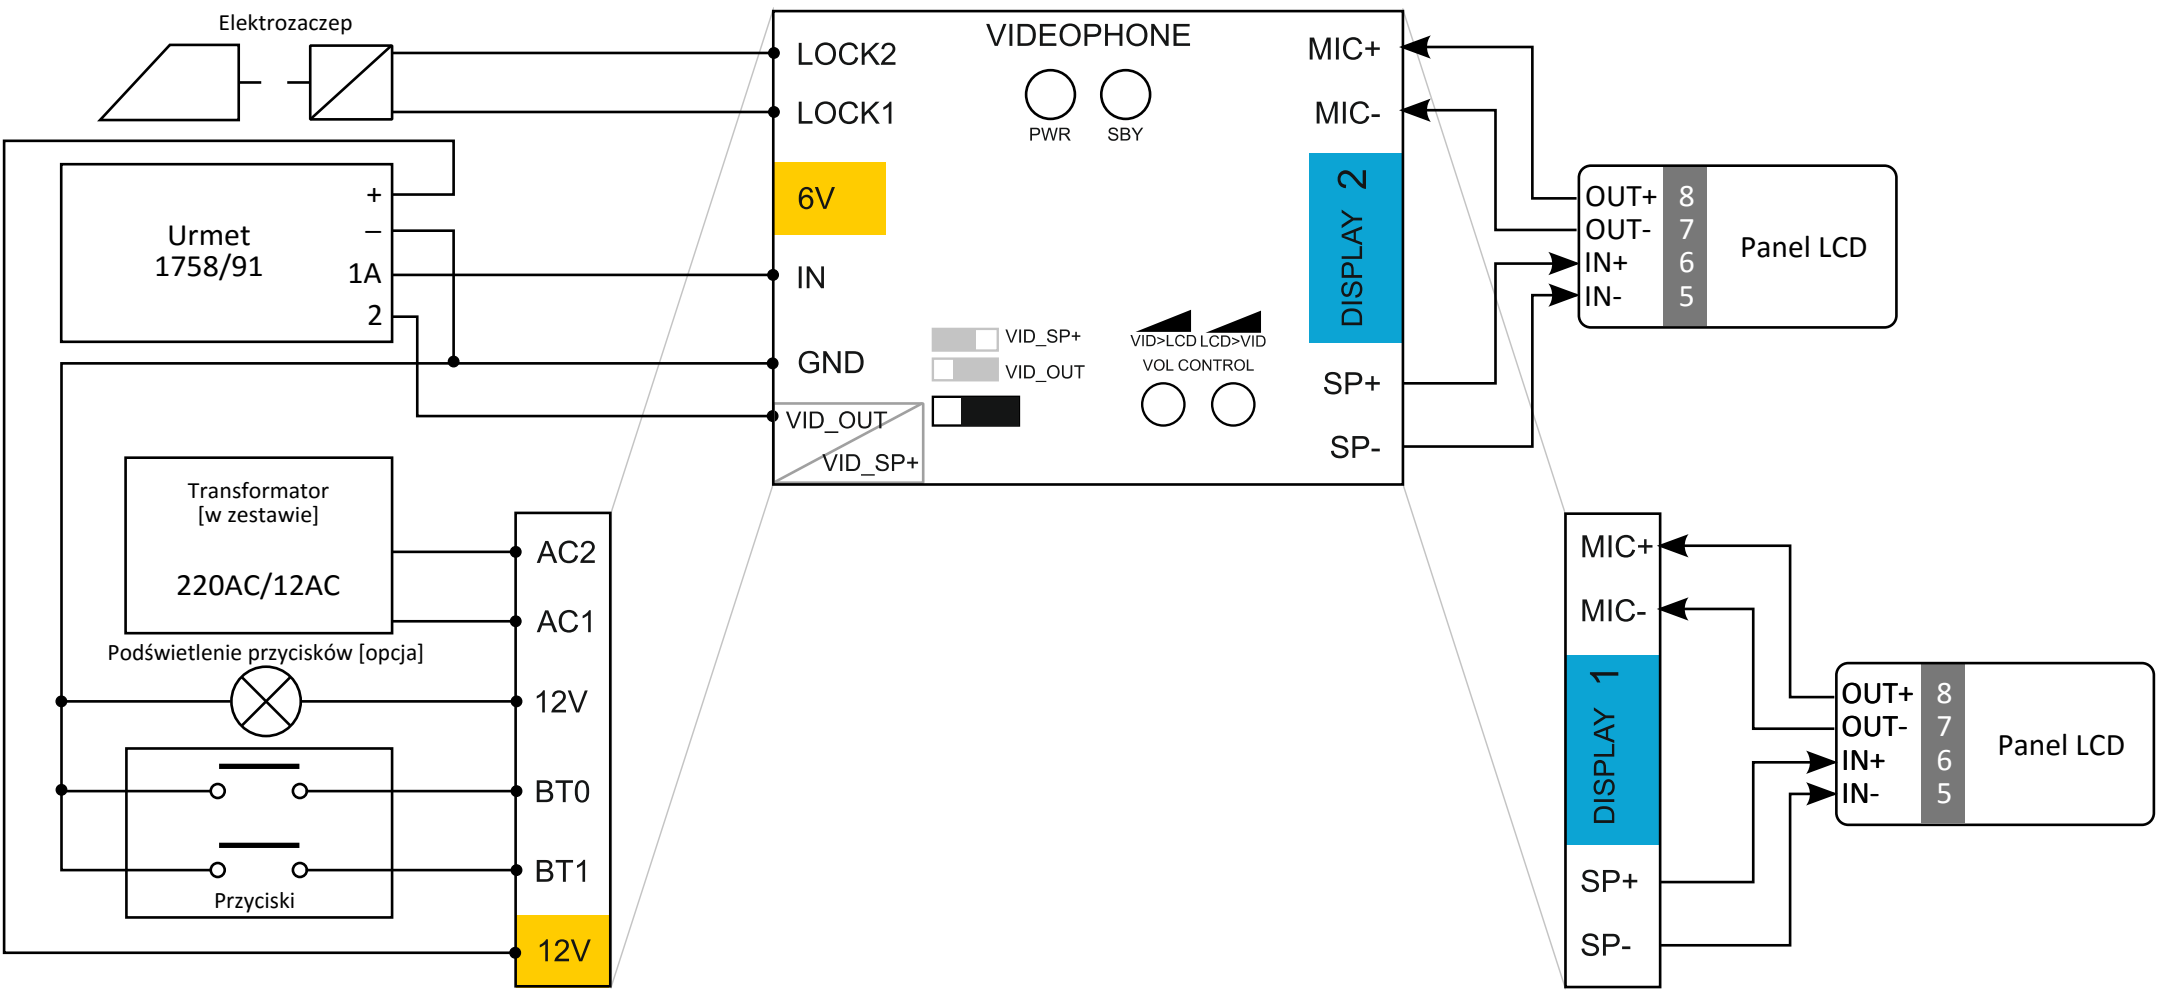 Elektrozaczep
Urmet
1758/91
+
–
1A
2
Transformator
[w zestawie]
220AC/12AC
Podświetlenie przycisków [opcja]
Przyciski
AC2
AC1
12V
BT0
BT1
12V
VIDEOPHONE
PWR
SBY
LOCK2
LOCK1
6V
IN
GND
VID_OUT
VID_SP+
VID_SP+
VID_OUT
VID>LCD LCD>VID
VOL CONTROL
MIC+
MIC-
DISPLAY 2
SP+
SP-
OUT+ 8
OUT- 7
IN+ 6
IN- 5
Panel LCD
MIC+
MIC-
DISPLAY 1
SP+
SP-
OUT+ 8
OUT- 7
IN+ 6
IN- 5
Panel LCD